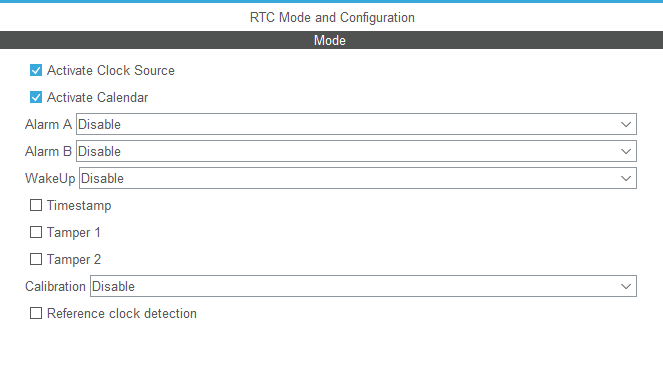 RTC Mode and Configuration
Mode
Activate Clock Source
Activate Calendar
Alarm A Disable
Alarm B Disable
WakeUp Disable
Timestamp
Tamper 1
Tamper 2
Calibration Disable
Reference clock detection